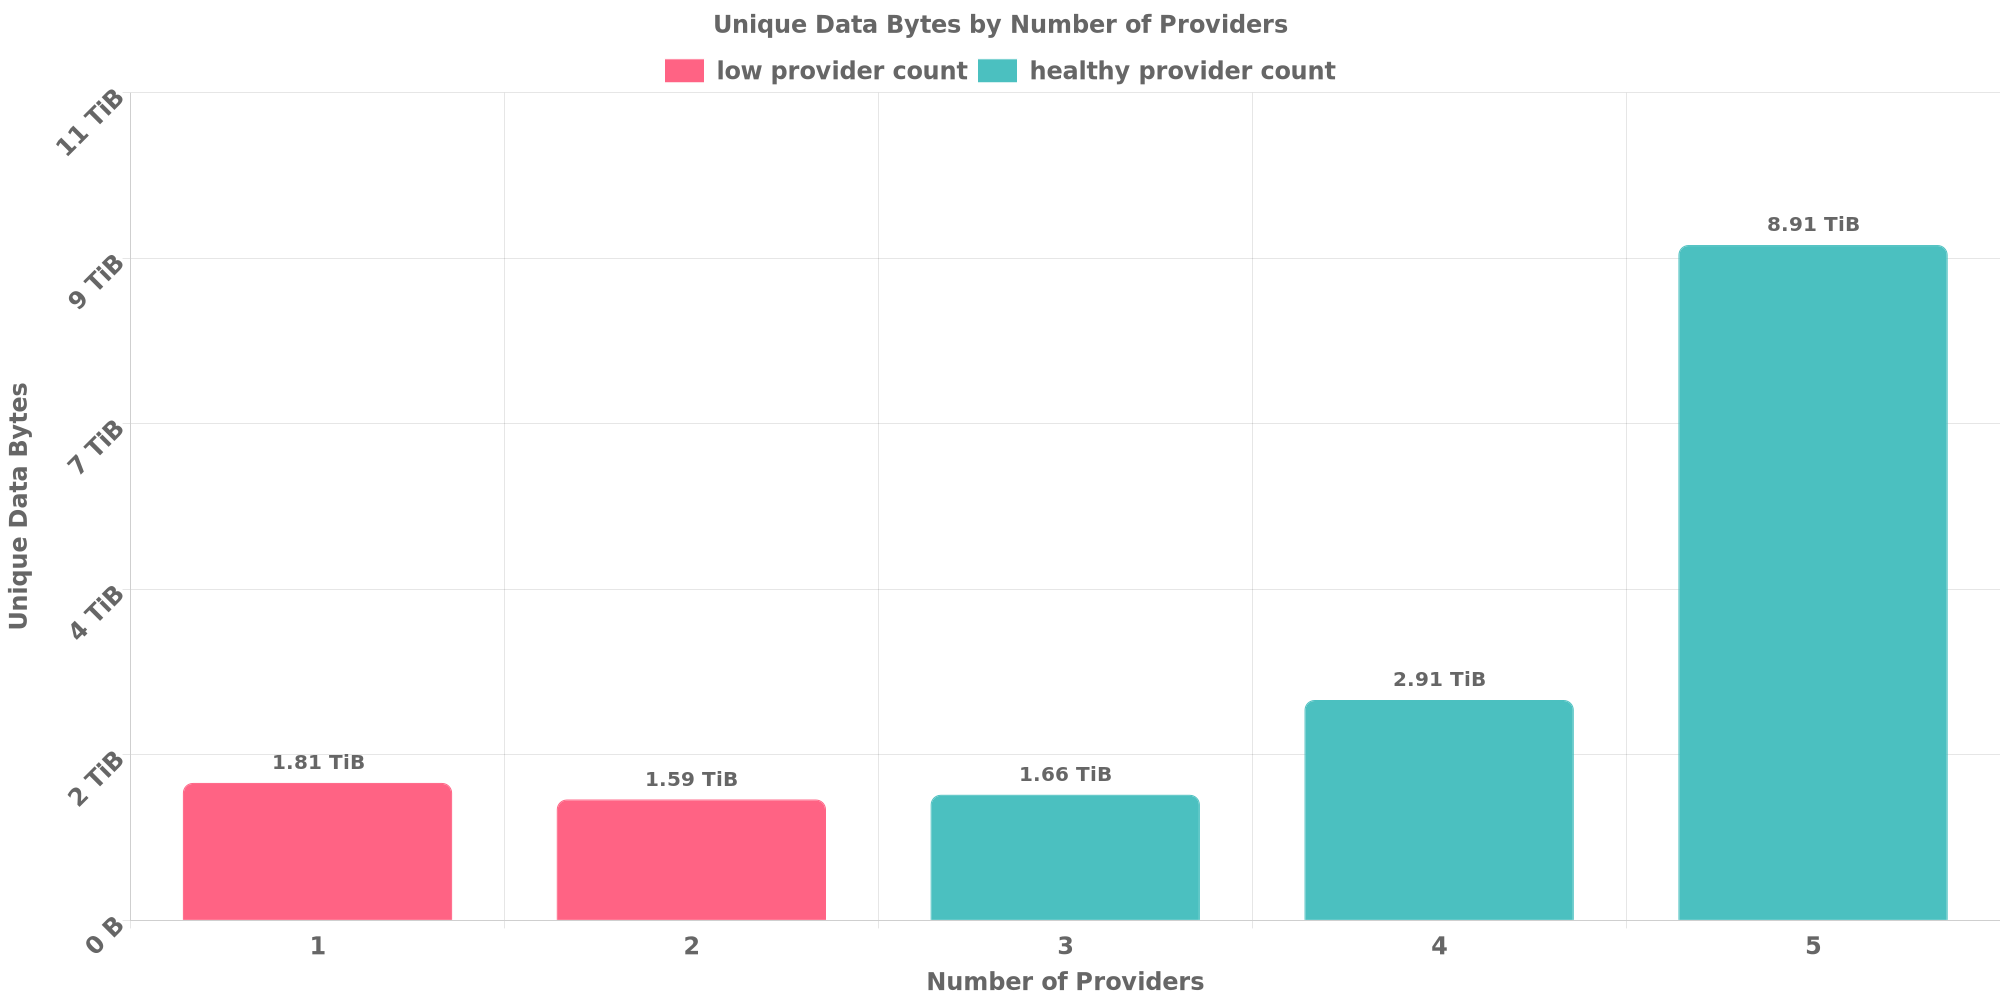 Unique Data Bytes by Number of Providers
low provider count
healthy provider count
11 TiB
9 TiB
7 TiB
4 TiB
2 TiB
0 B
Unique Data Bytes
1.81 TiB
1.59 TiB
1.66 TiB
2.91 TiB
8.91 TiB
1
2
3
4
5
Number of Providers